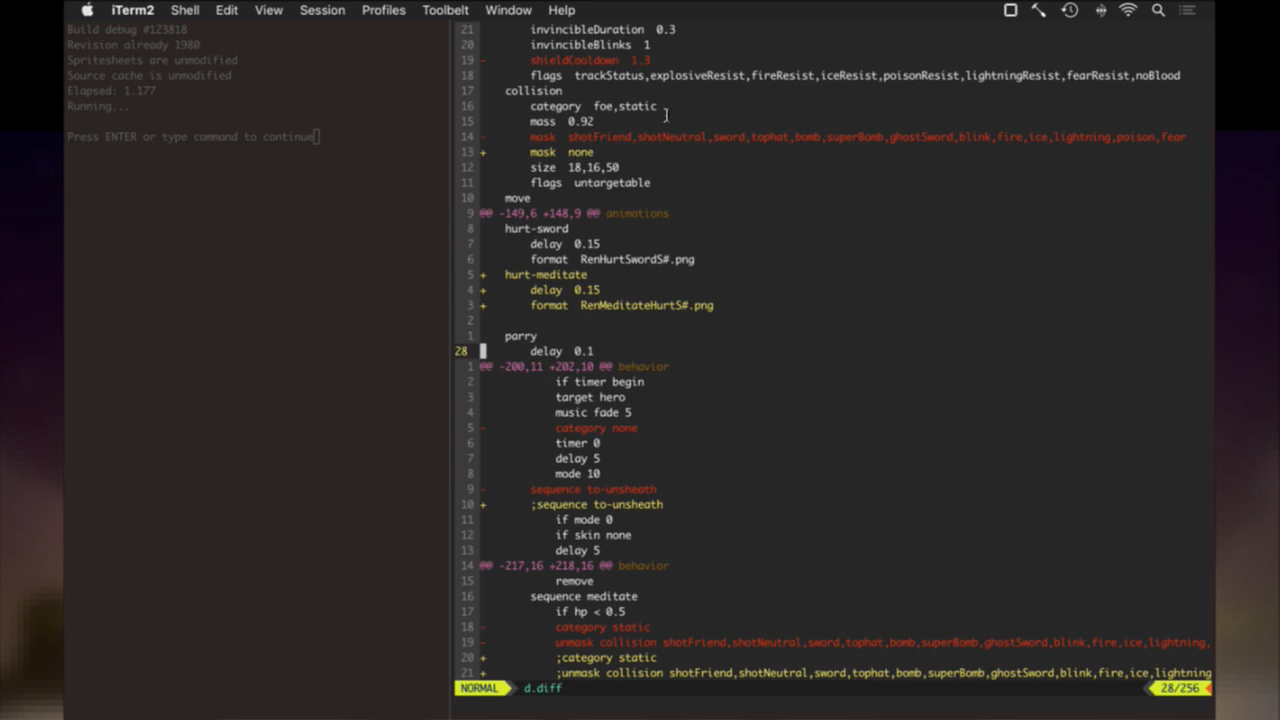 iTerm2 Shell Edit View Session Profiles Toolbelt Window Help
Build debug #123818
Revision already 1980
Spritesheets are unmodified
Source cache is unmodified
Elapsed: 1.177
Running...
Press ENTER or type command to continue
21 invincibleDuration 0.3
20 invincibleBlinks 1
19 - shieldCooldown 1.3
18 flags trackStatus,explosiveResist,fireResist,iceResist,poisonResist,lightningResist,fearResist,noBlood
17 collision
16 category foe,static
15 mass 0.92
14 - mask shotFriend,shotNeutral,sword,tophat,bomb,superBomb,ghostSword,blink,fire,ice,lightning,poison,fear
13 + mask none
12 size 18,16,50
11 flags untargetable
10 move
9 @@ -149,6 +148,9 @@ animations
8 hurt-sword
7 delay 0.15
6 format RenHurtSwordS#.png
5 + hurt-meditate
4 + delay 0.15
3 + format RenMeditateHurtS#.png
2
1 parry
28 delay 0.1
1 @@ -200,11 +202,10 @@ behavior
2 if timer begin
3 target hero
4 music fade 5
5 - category none
6 timer 0
7 delay 5
8 mode 10
9 - sequence to-unsheath
10 + ;sequence to-unsheath
11 if mode 0
12 if skin none
13 delay 5
14 @@ -217,16 +218,16 @@ behavior
15 remove
16 sequence meditate
17 if hp < 0.5
18 - category static
19 - unmask collision shotFriend,shotNeutral,sword,tophat,bomb,superBomb,ghostSword,blink,fire,ice,lightning,
20 + ;category static
21 + ;unmask collision shotFriend,shotNeutral,sword,tophat,bomb,superBomb,ghostSword,blink,fire,ice,lightning
NORMAL d.diff 28/256